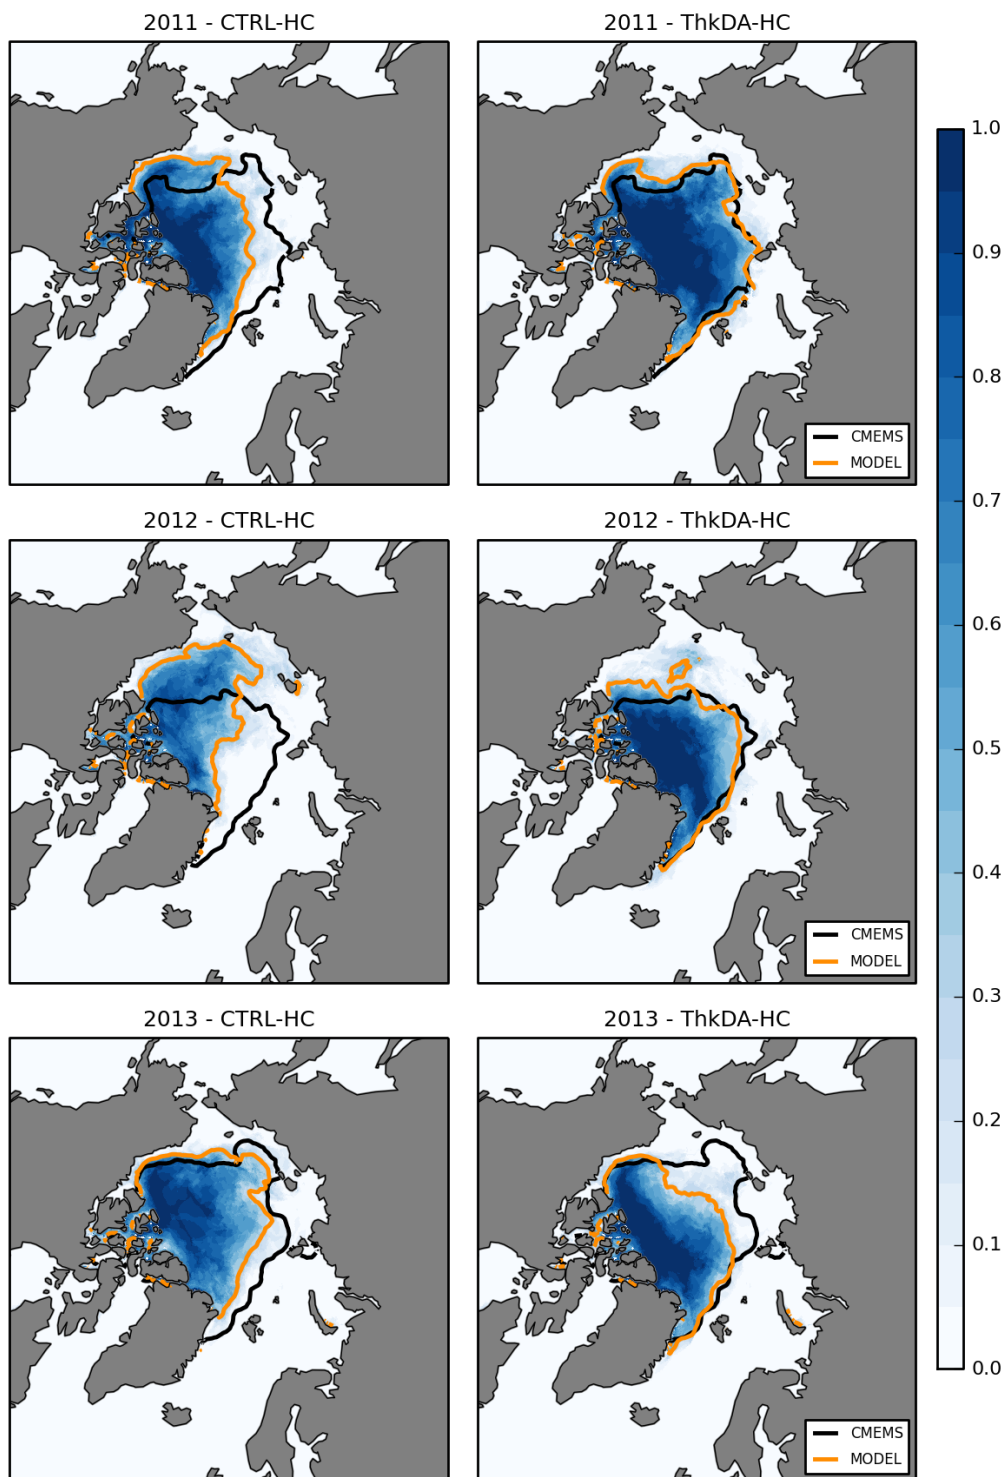 2011 - CTRL-HC
2011 - ThkDA-HC
CMEMS
MODEL
2012 - CTRL-HC
2012 - ThkDA-HC
CMEMS
MODEL
2013 - CTRL-HC
2013 - ThkDA-HC
CMEMS
MODEL
1.0
0.9
0.8
0.7
0.6
0.5
0.4
0.3
0.2
0.1
0.0